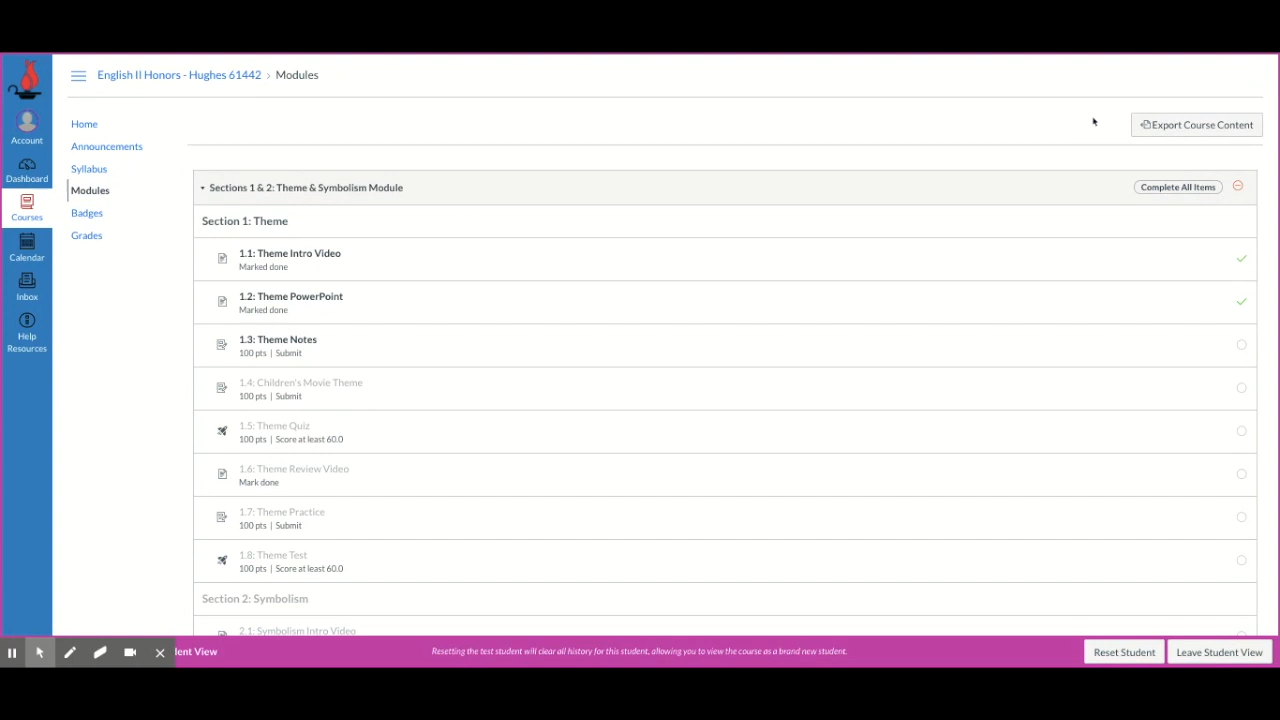 English II Honors - Hughes 61442 › Modules
Export Course Content
Account
Dashboard
Courses
Calendar
Inbox
Help
Resources
Home
Announcements
Syllabus
Modules
Badges
Grades
Sections 1 & 2: Theme & Symbolism Module
Complete All Items
Section 1: Theme
1.1: Theme Intro Video
Marked done
1.2: Theme PowerPoint
Marked done
1.3: Theme Notes
100 pts | Submit
1.4: Children's Movie Theme
100 pts | Submit
1.5: Theme Quiz
100 pts | Score at least 60.0
1.6: Theme Review Video
Mark done
1.7: Theme Practice
100 pts | Submit
1.8: Theme Test
100 pts | Score at least 60.0
Section 2: Symbolism
2.1: Symbolism Intro Video
dent View
Resetting the test student will clear all history for this student, allowing you to view the course as a brand new student.
Reset Student
Leave Student View